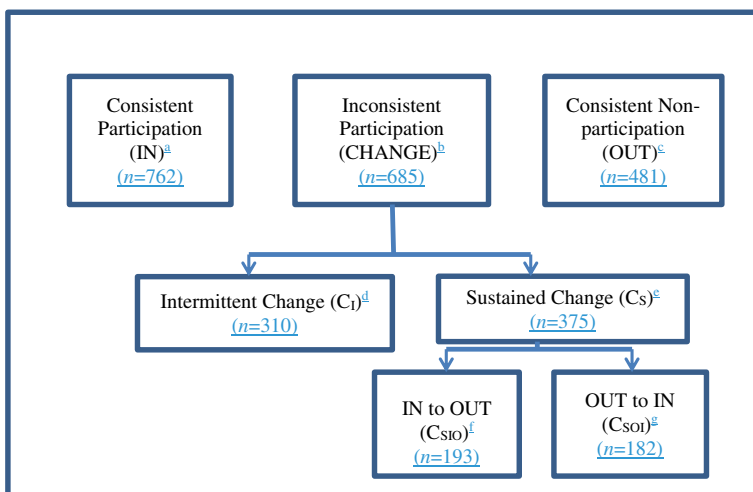 Consistent
Participation
(IN)a
(n=762)
Inconsistent
Participation
(CHANGE)b
(n=685)
Consistent Non-
participation
(OUT)c
(n=481)
Intermittent Change (CI)d
(n=310)
Sustained Change (CS)e
(n=375)
IN to OUT
(CSIO)f
(n=193)
OUT to IN
(CSOI)g
(n=182)